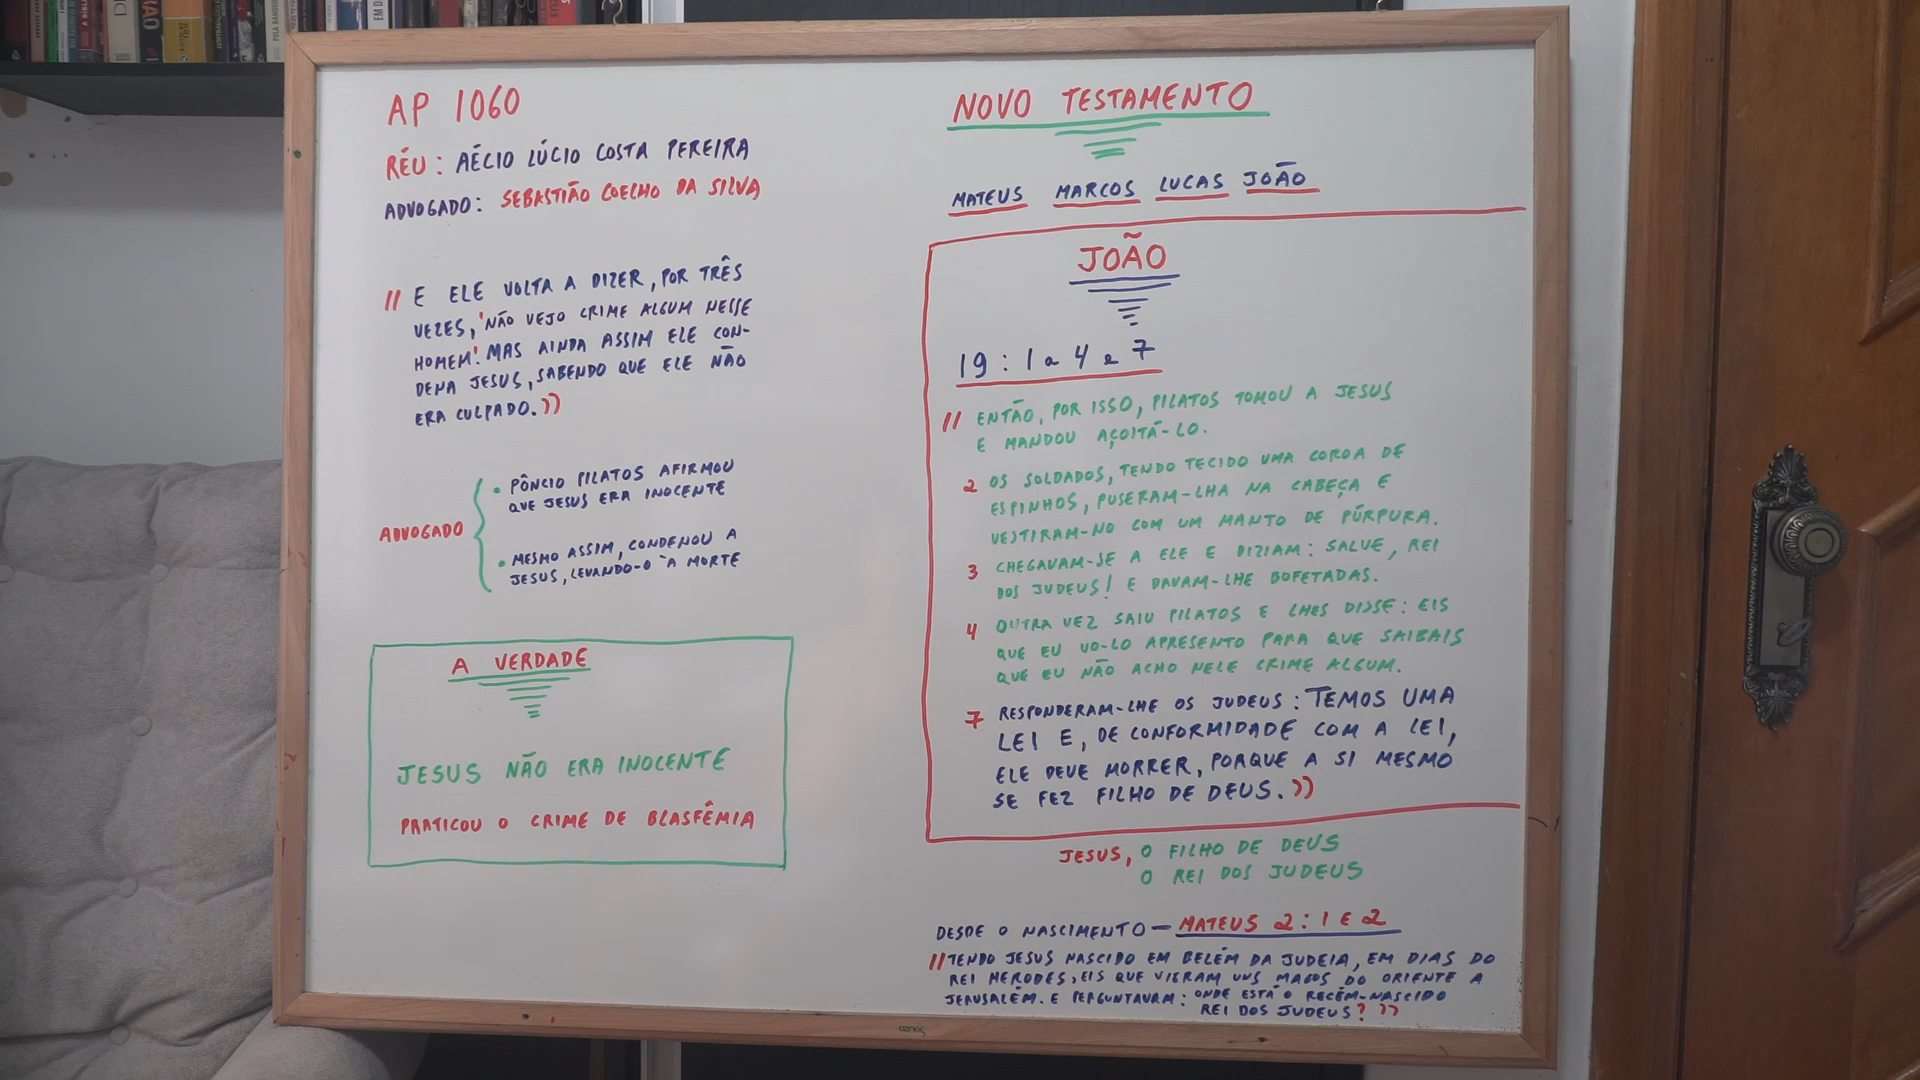 AP 1060
RÉU: AÉCIO LÚCIO COSTA PEREIRA
ADVOGADO: SEBASTIÃO COELHO DA SILVA
" E ELE VOLTA A DIZER, POR TRÊS
VEZES, 'NÃO VEJO CRIME ALGUM NESSE
HOMEM'. MAS AINDA ASSIM ELE CON-
DENA JESUS, SABENDO QUE ELE NÃO
ERA CULPADO.))
ADVOGADO
• PÔNCIO PILATOS AFIRMOU
QUE JESUS ERA INOCENTE
• MESMO ASSIM, CONDENOU A
JESUS, LEVANDO-O À MORTE
A VERDADE
JESUS NÃO ERA INOCENTE
PRATICOU O CRIME DE BLASFÊMIA
NOVO TESTAMENTO
MATEUS MARCOS LUCAS JOÃO
JOÃO
19 : 1 a 4 e 7
" ENTÃO, POR ISSO, PILATOS TOMOU A JESUS
E MANDOU AÇOITÁ-LO.
2 OS SOLDADOS, TENDO TECIDO UMA COROA DE
ESPINHOS, PUSERAM-LHA NA CABEÇA E
VESTIRAM-NO COM UM MANTO DE PÚRPURA.
3 CHEGAVAM-SE A ELE E DIZIAM: SALVE, REI
DOS JUDEUS! E DAVAM-LHE BOFETADAS.
4 OUTRA VEZ SAIU PILATOS E LHES DISSE: EIS
QUE EU VO-LO APRESENTO PARA QUE SAIBAIS
QUE EU NÃO ACHO NELE CRIME ALGUM.
7 RESPONDERAM-LHE OS JUDEUS: TEMOS UMA
LEI E, DE CONFORMIDADE COM A LEI,
ELE DEVE MORRER, PORQUE A SI MESMO
SE FEZ FILHO DE DEUS.))
JESUS, O FILHO DE DEUS
O REI DOS JUDEUS
DESDE O NASCIMENTO — MATEUS 2: 1 E 2
"TENDO JESUS NASCIDO EM BELÉM DA JUDEIA, EM DIAS DO
REI HERODES, EIS QUE VIERAM UNS MAGOS DO ORIENTE A
JERUSALÉM. E PERGUNTAVAM: ONDE ESTÁ O RECÉM-NASCIDO
REI DOS JUDEUS? ))